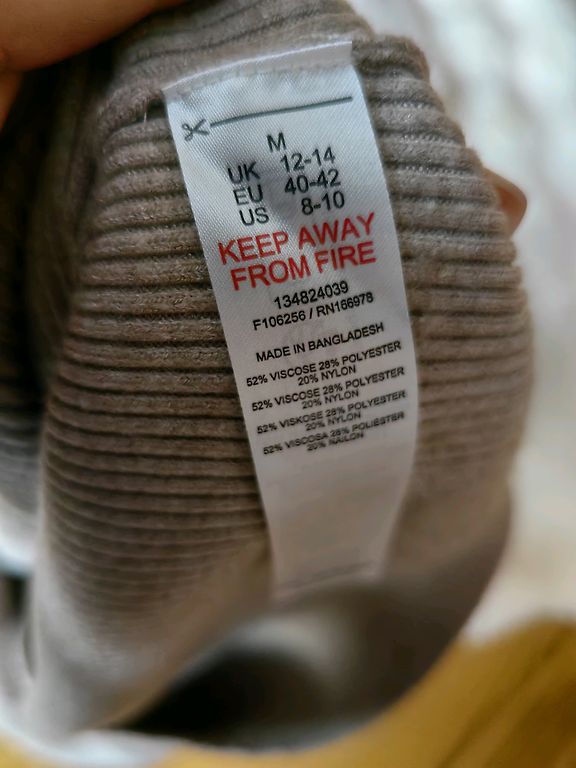 M
UK 12-14
EU 40-42
US 8-10
KEEP AWAY
FROM FIRE
134824039
F106256 / RN166978
MADE IN BANGLADESH
52% VISCOSE 28% POLYESTER
20% NYLON
52% VISCOSE 28% POLYESTER
20% NYLON
52% VISKOSE 28% POLYESTER
20% NYLON
52% VISCOSA 28% POLIÉSTER
20% NAILON